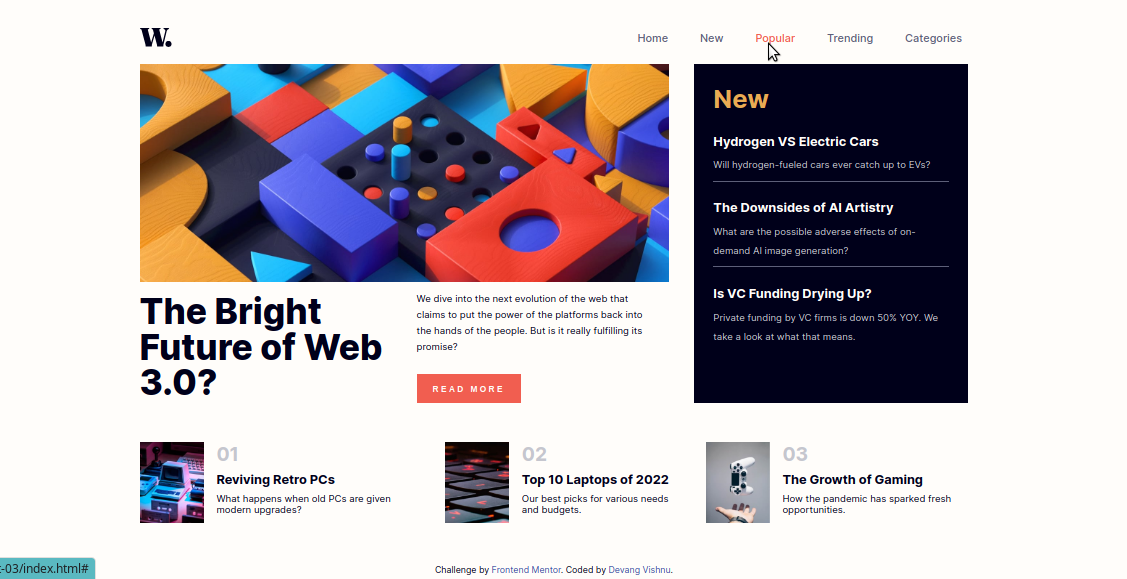 W.
Home New Popular Trending Categories
The Bright
Future of Web
3.0?
We dive into the next evolution of the web that
claims to put the power of the platforms back into
the hands of the people. But is it really fulfilling its
promise?
READ MORE
New
Hydrogen VS Electric Cars
Will hydrogen-fueled cars ever catch up to EVs?
The Downsides of AI Artistry
What are the possible adverse effects of on-
demand AI image generation?
Is VC Funding Drying Up?
Private funding by VC firms is down 50% YOY. We
take a look at what that means.
01
Reviving Retro PCs
What happens when old PCs are given
modern upgrades?
02
Top 10 Laptops of 2022
Our best picks for various needs
and budgets.
03
The Growth of Gaming
How the pandemic has sparked fresh
opportunities.
Challenge by Frontend Mentor. Coded by Devang Vishnu.
t-03/index.html#